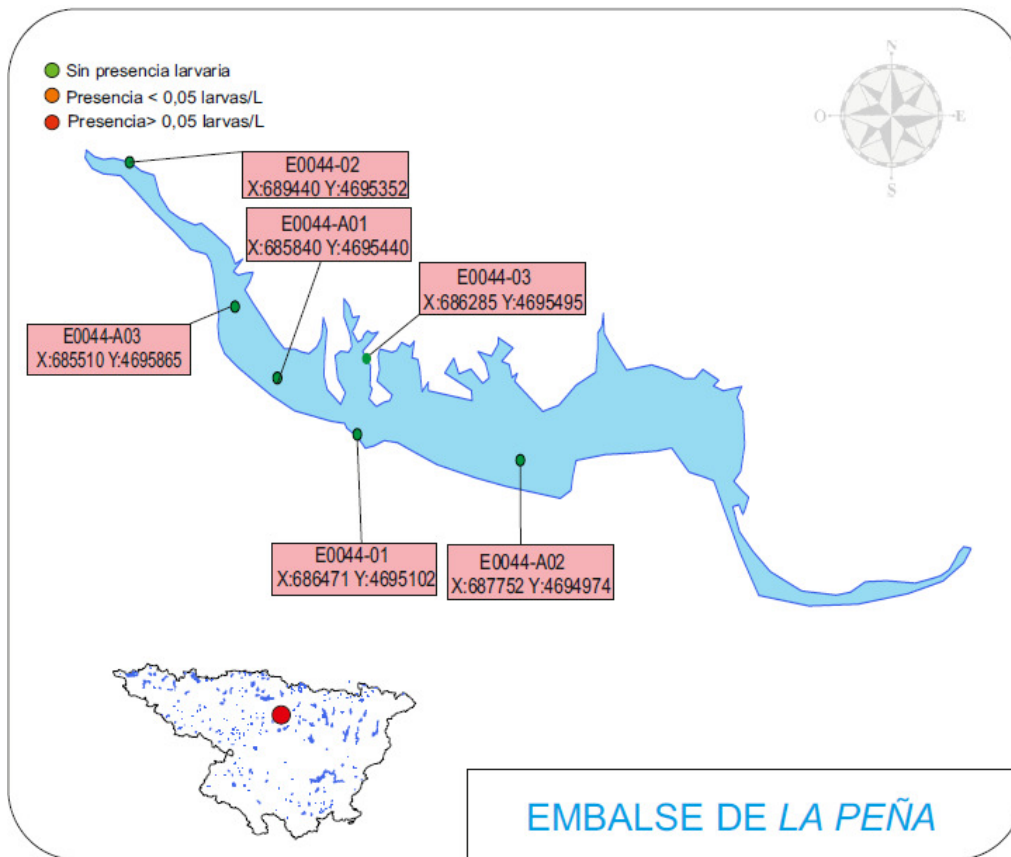 Sin presencia larvaria
Presencia < 0,05 larvas/L
Presencia> 0,05 larvas/L
N
O
E
S
E0044-02
X:689440 Y:4695352
E0044-A01
X:685840 Y:4695440
E0044-03
X:686285 Y:4695495
E0044-A03
X:685510 Y:4695865
E0044-01
X:686471 Y:4695102
E0044-A02
X:687752 Y:4694974
EMBALSE DE LA PEÑA